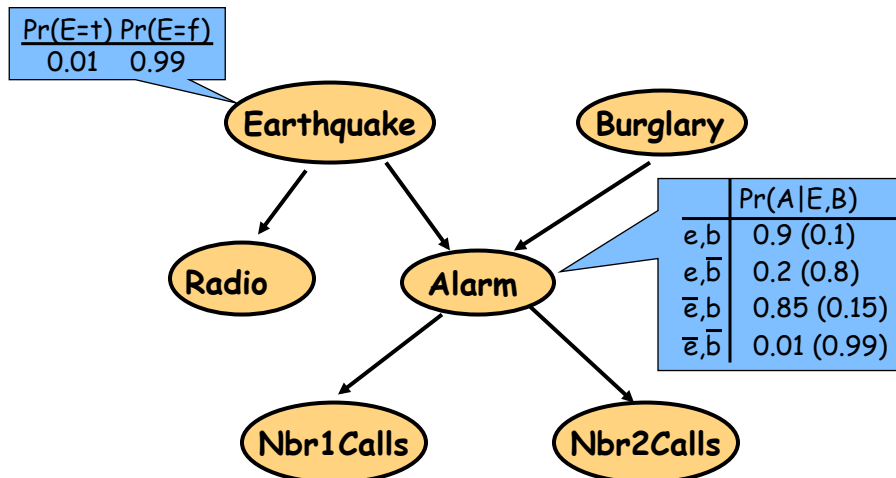 Pr(E=t) Pr(E=f)
0.01 0.99
Earthquake
Burglary
Pr(A|E,B)
e,b 0.9 (0.1)
e,b̅ 0.2 (0.8)
e̅,b 0.85 (0.15)
e̅,b̅ 0.01 (0.99)
Radio
Alarm
Nbr1Calls
Nbr2Calls